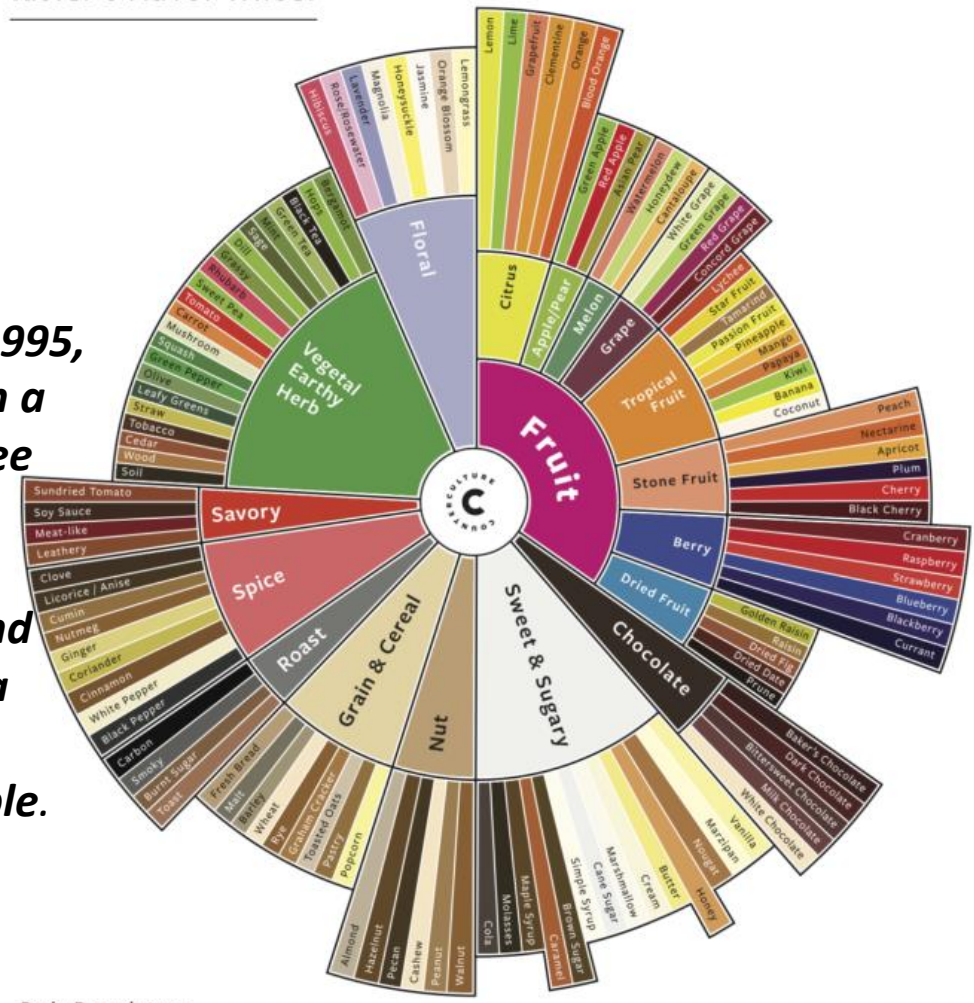 1995,
n a
ee
nd
a
ple.
Lemon
Lime
Grapefruit
Clementine
Orange
Blood Orange
Green Apple
Red Apple
Asian Pear
Watermelon
Honeydew
Cantaloupe
White Grape
Green Grape
Red Grape
Concord Grape
Lychee
Star Fruit
Tamarind
Passion Fruit
Pineapple
Mango
Papaya
Kiwi
Banana
Coconut
Peach
Nectarine
Apricot
Plum
Cherry
Black Cherry
Cranberry
Raspberry
Strawberry
Blueberry
Blackberry
Currant
Golden Raisin
Raisin
Dried Fig
Dried Date
Prune
Baker's Chocolate
Dark Chocolate
Bittersweet Chocolate
Milk Chocolate
White Chocolate
Vanilla
Marzipan
Nougat
Honey
Butter
Cream
Marshmallow
Cane Sugar
Simple Syrup
Brown Sugar
Caramel
Maple Syrup
Molasses
Cola
Walnut
Peanut
Cashew
Pecan
Hazelnut
Almond
Popcorn
Pastry
Toasted Oats
Graham Cracker
Rye
Wheat
Barley
Malt
Fresh Bread
Toast
Burnt Sugar
Smoky
Carbon
Black Pepper
White Pepper
Cinnamon
Coriander
Ginger
Nutmeg
Cumin
Licorice / Anise
Clove
Leathery
Meat-like
Soy Sauce
Sundried Tomato
Soil
Wood
Cedar
Tobacco
Straw
Leafy Greens
Olive
Green Pepper
Squash
Mushroom
Carrot
Tomato
Sweet Pea
Rhubarb
Grassy
Dill
Sage
Mint
Green Tea
Black Tea
Hops
Bergamot
Hibiscus
Rose/Rosewater
Lavender
Magnolia
Honeysuckle
Jasmine
Orange Blossom
Lemongrass
Citrus
Apple/Pear
Melon
Grape
Tropical
Fruit
Stone Fruit
Berry
Dried Fruit
Fruit
Chocolate
Sweet & Sugary
Nut
Grain & Cereal
Roast
Spice
Savory
Vegetal
Earthy
Herb
Floral
COUNTER CULTURE
C